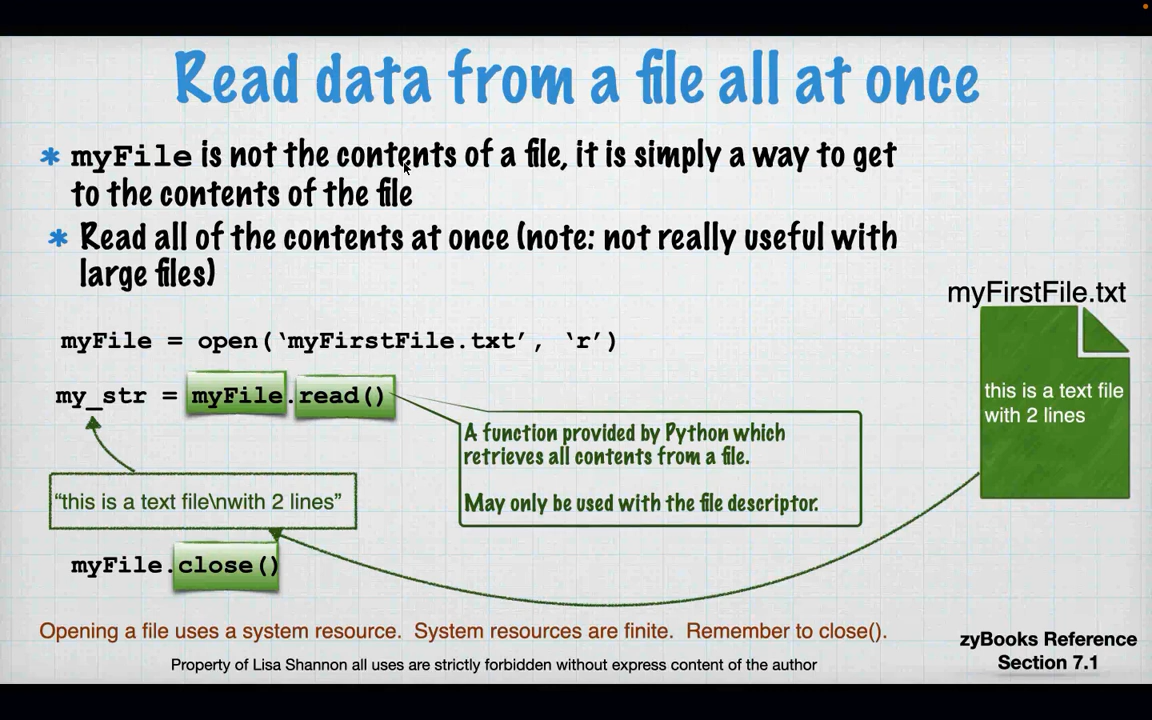 Read data from a file all at once
* myFile is not the contents of a file, it is simply a way to get
to the contents of the file
* Read all of the contents at once (note: not really useful with
large files)
myFirstFile.txt
myFile = open(‘myFirstFile.txt’, ‘r’)
this is a text file
with 2 lines
my_str = myFile.read()
A function provided by Python which
retrieves all contents from a file.
May only be used with the file descriptor.
“this is a text file\nwith 2 lines”
myFile.close()
Opening a file uses a system resource. System resources are finite. Remember to close().
zyBooks Reference
Section 7.1
Property of Lisa Shannon all uses are strictly forbidden without express content of the author